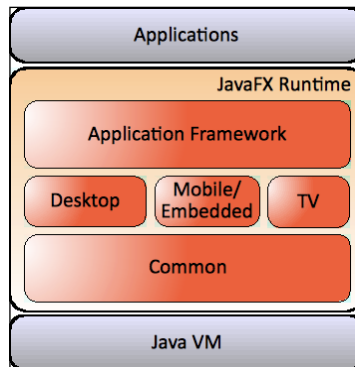 Applications
JavaFX Runtime
Application Framework
Desktop
Mobile/
Embedded
TV
Common
Java VM